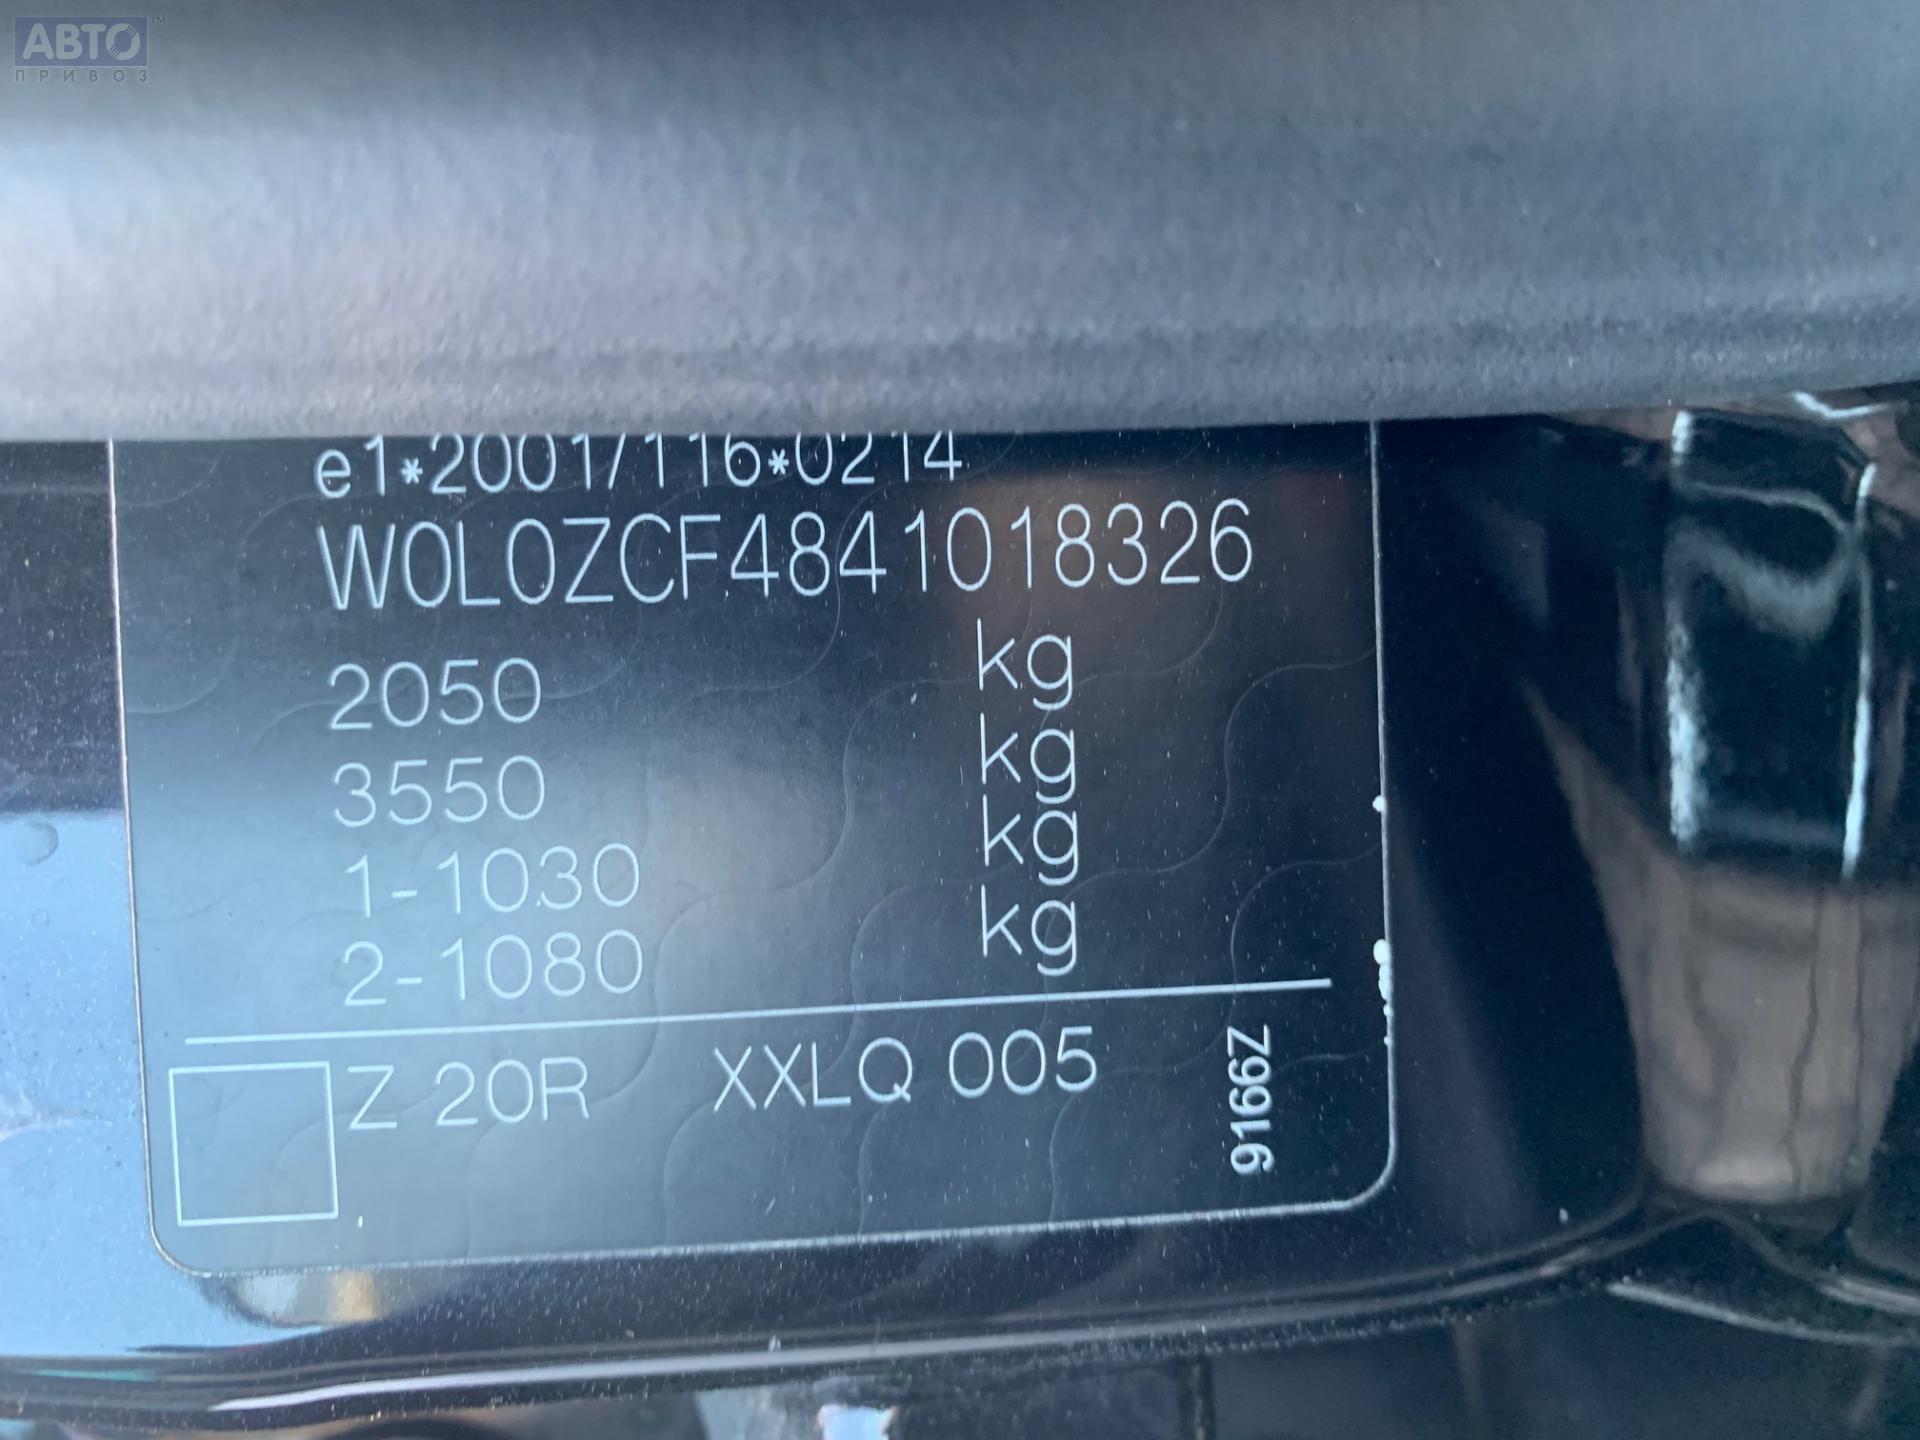 АВТО™
ПРИВОЗ
e1*2001/116*0214
W0L0ZCF4841018326
2050 kg
3550 kg
1-1030 kg
2-1080 kg
Z 20R XXLQ 005
9166Z